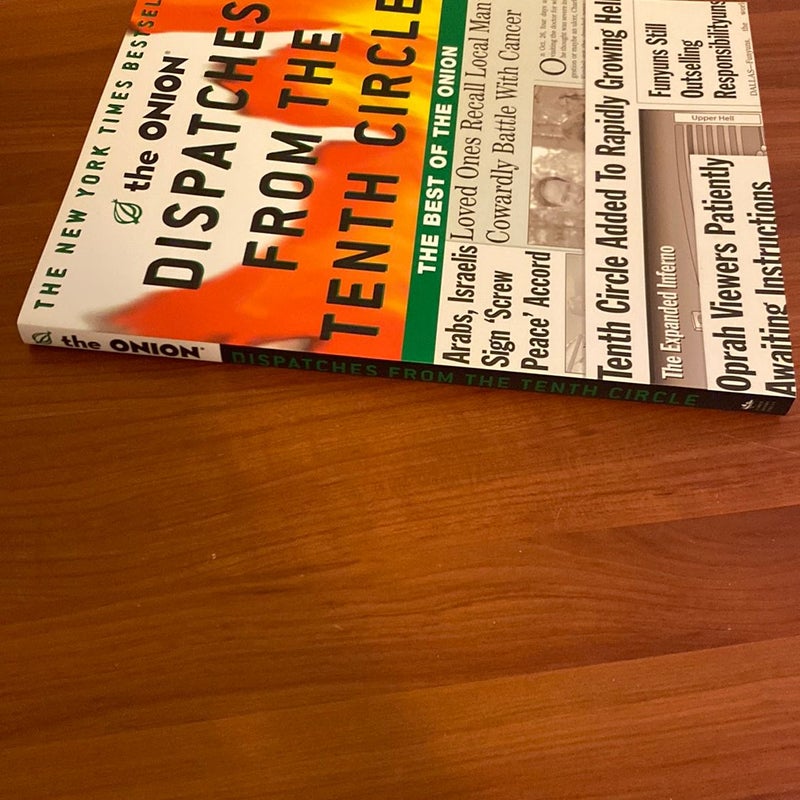 THE NEW YORK TIMES BESTSEL
the ONION®
DISPATCHES
FROM THE
TENTH CIRCLE
THE BEST OF THE ONION
Loved Ones Recall Local Man
Cowardly Battle With Cancer
Arabs, Israelis
Sign 'Screw
Peace' Accord
Tenth Circle Added To Rapidly Growing Hell
Funyuns Still
Outselling
Responsibilityuns
DALLAS—Funyuns, the
Upper Hell
The Expanded Inferno
Oprah Viewers Patiently
Awaiting Instructions
the ONION® DISPATCHES FROM THE TENTH CIRCLE